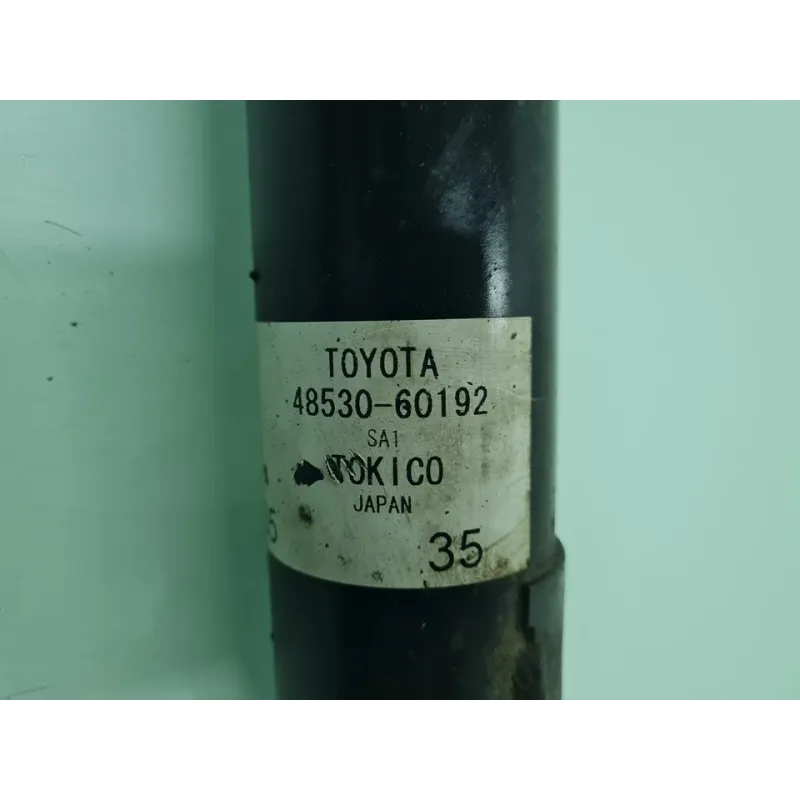 TOYOTA
48530-60192
SA1
TOKICO
JAPAN
35